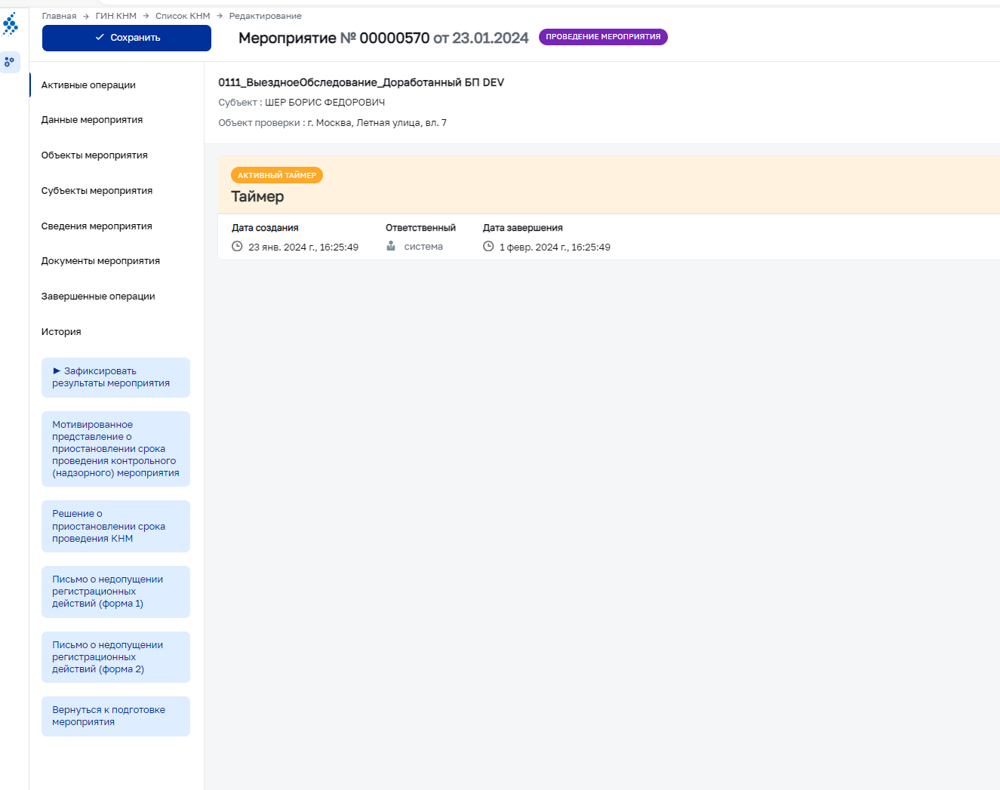 Главная → ГИН КНМ → Список КНМ → Редактирование
Сохранить
Мероприятие № 00000570 от 23.01.2024
ПРОВЕДЕНИЕ МЕРОПРИЯТИЯ
Активные операции
Данные мероприятия
Объекты мероприятия
Субъекты мероприятия
Сведения мероприятия
Документы мероприятия
Завершенные операции
История
► Зафиксировать
результаты мероприятия
Мотивированное
представление о
приостановлении срока
проведения контрольного
(надзорного) мероприятия
Решение о
приостановлении срока
проведения КНМ
Письмо о недопущении
регистрационных
действий (форма 1)
Письмо о недопущении
регистрационных
действий (форма 2)
Вернуться к подготовке
мероприятия
0111_ВыездноеОбследование_Доработанный БП DEV
Субъект : ШЕР БОРИС ФЕДОРОВИЧ
Объект проверки : г. Москва, Летная улица, вл. 7
АКТИВНЫЙ ТАЙМЕР
Таймер
Дата создания
23 янв. 2024 г., 16:25:49
Ответственный
система
Дата завершения
1 февр. 2024 г., 16:25:49